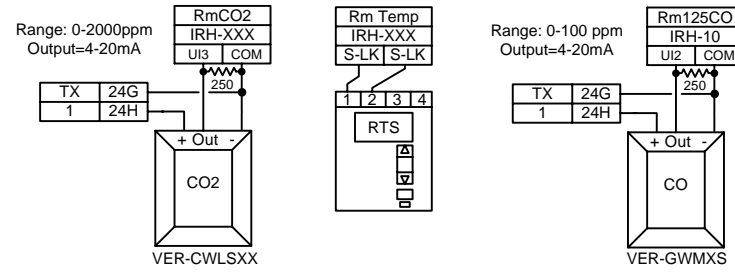 Range: 0-2000ppm
Output=4-20mA
RmCO2
IRH-XXX
UI3 COM
250
TX 24G
1 24H
+ Out -
CO2
VER-CWLSXX
Rm Temp
IRH-XXX
S-LK S-LK
1 2 3 4
RTS
Range: 0-100 ppm
Output=4-20mA
Rm125CO
IRH-10
UI2 COM
250
TX 24G
1 24H
+ Out -
CO
VER-GWMXS